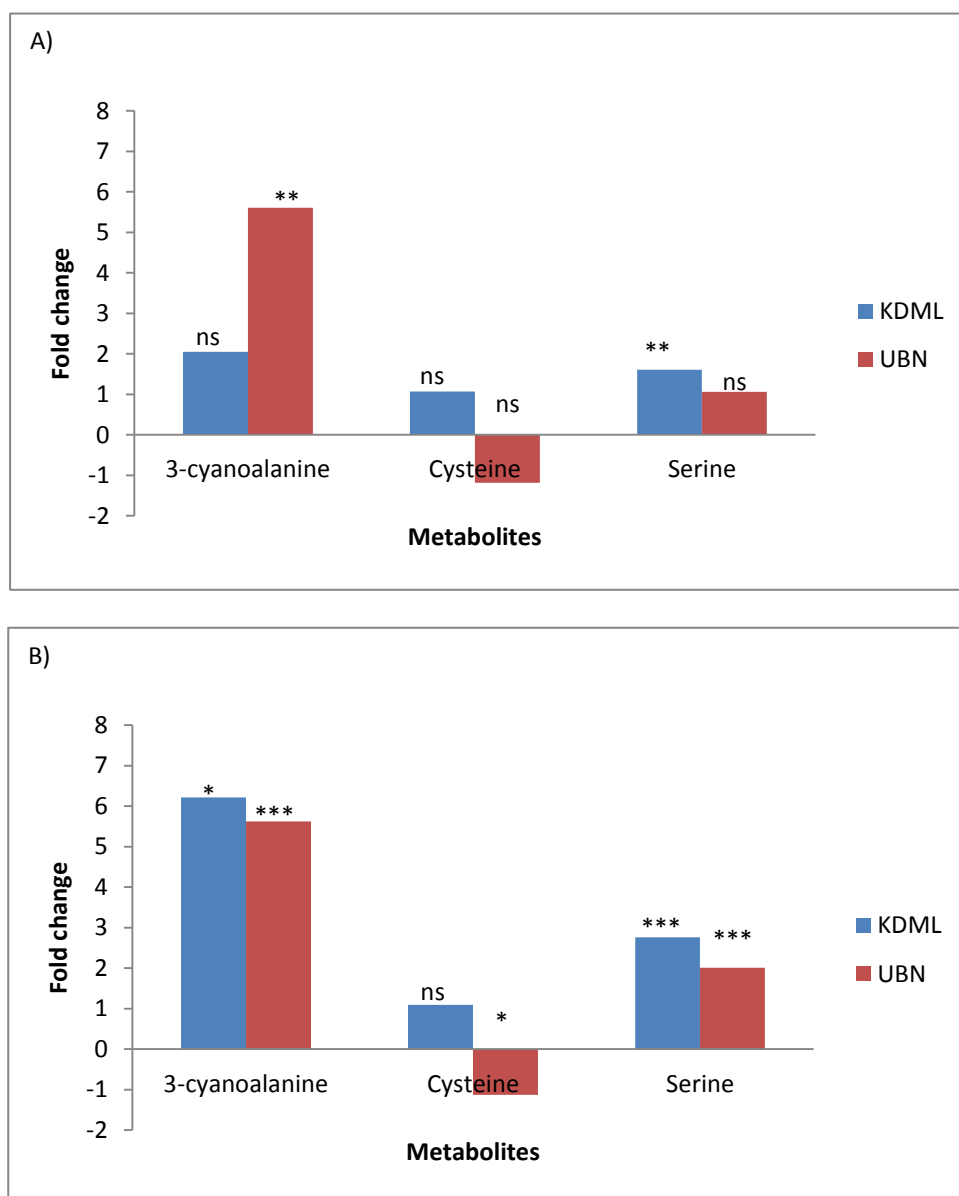 A)
8
7
6
5
4
3
2
1
0
-1
-2
Fold change
**
ns
ns
ns
**
ns
3-cyanoalanine Cysteine Serine
Metabolites
KDML
UBN
B)
8
7
6
5
4
3
2
1
0
-1
-2
Fold change
*
***
ns
*
***
***
3-cyanoalanine Cysteine Serine
Metabolites
KDML
UBN